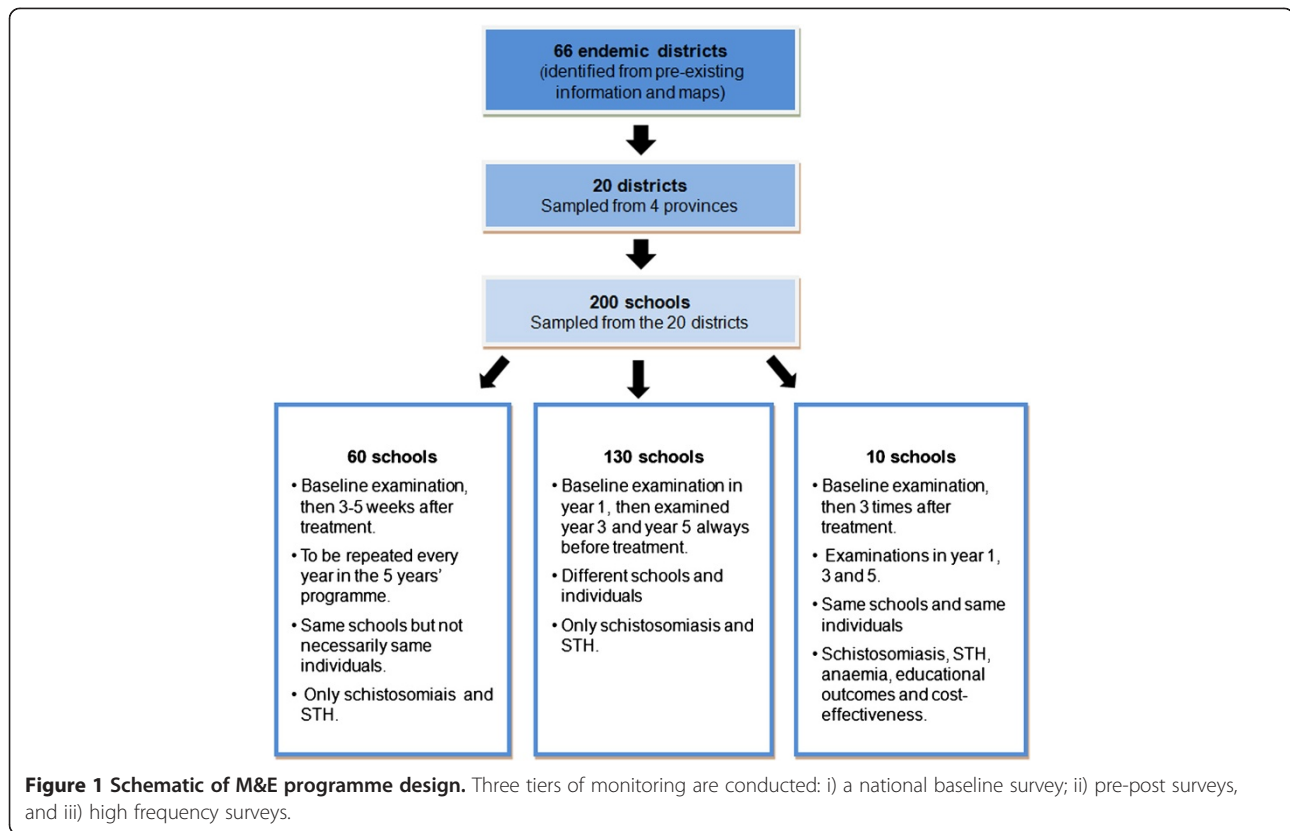 66 endemic districts
(identified from pre-existing
information and maps)
20 districts
Sampled from 4 provinces
200 schools
Sampled from the 20 districts
60 schools
• Baseline examination,
then 3-5 weeks after
treatment.
• To be repeated every
year in the 5 years'
programme.
• Same schools but not
necessarily same
individuals.
• Only schistosomiais and
STH.
130 schools
• Baseline examination in
year 1, then examined
year 3 and year 5 always
before treatment.
• Different schools and
individuals
• Only schistosomiasis and
STH.
10 schools
• Baseline examination,
then 3 times after
treatment.
• Examinations in year 1,
3 and 5.
• Same schools and same
individuals
• Schistosomiasis, STH,
anaemia, educational
outcomes and cost-
effectiveness.
Figure 1 Schematic of M&E programme design. Three tiers of monitoring are conducted: i) a national baseline survey; ii) pre-post surveys,
and iii) high frequency surveys.